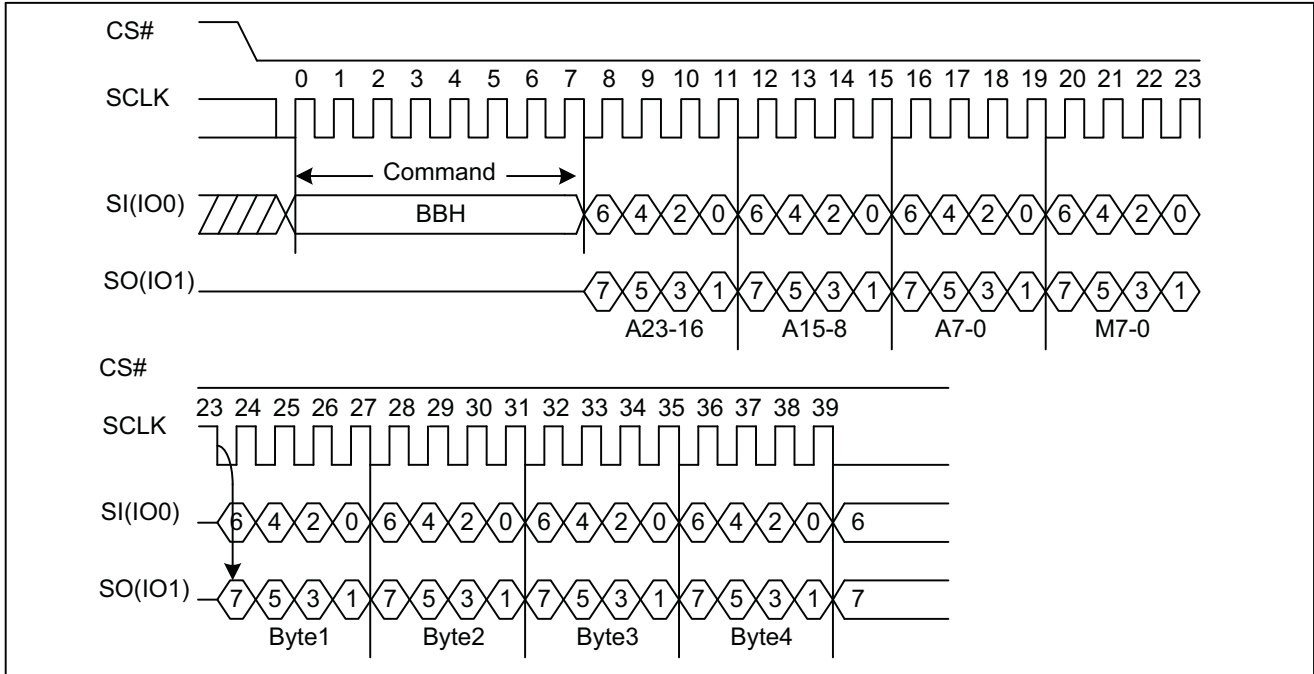 CS#
0 1 2 3 4 5 6 7 8 9 10 11 12 13 14 15 16 17 18 19 20 21 22 23
SCLK
Command
SI(IO0)
BBH
6 4 2 0 6 4 2 0 6 4 2 0 6 4 2 0
SO(IO1)
7 5 3 1 7 5 3 1 7 5 3 1 7 5 3 1
A23-16 A15-8 A7-0 M7-0
CS#
23 24 25 26 27 28 29 30 31 32 33 34 35 36 37 38 39
SCLK
SI(IO0)
6 4 2 0 6 4 2 0 6 4 2 0 6 4 2 0 6
SO(IO1)
7 5 3 1 7 5 3 1 7 5 3 1 7 5 3 1 7
Byte1 Byte2 Byte3 Byte4